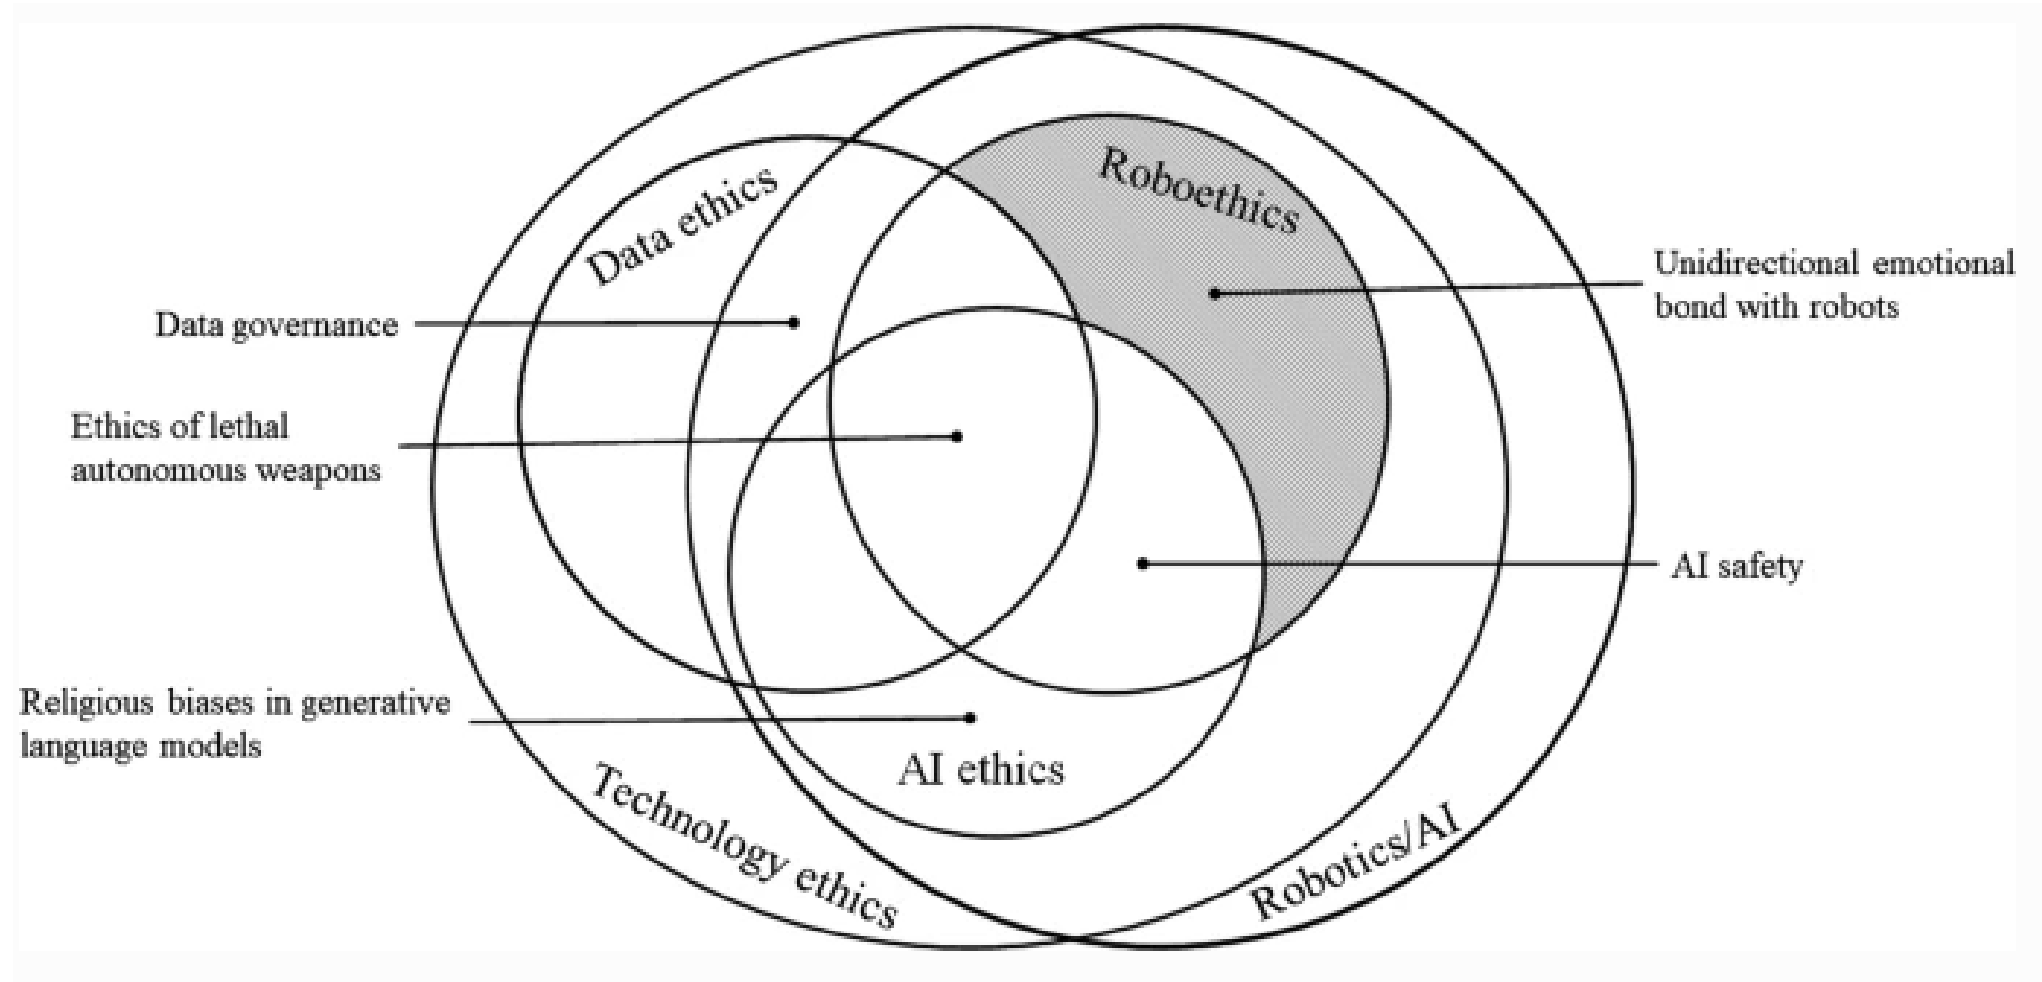 Roboethics
Data ethics
Unidirectional emotional
bond with robots
Data governance
Ethics of lethal
autonomous weapons
AI safety
Religious biases in generative
language models
AI ethics
Technology ethics
Robotics/AI